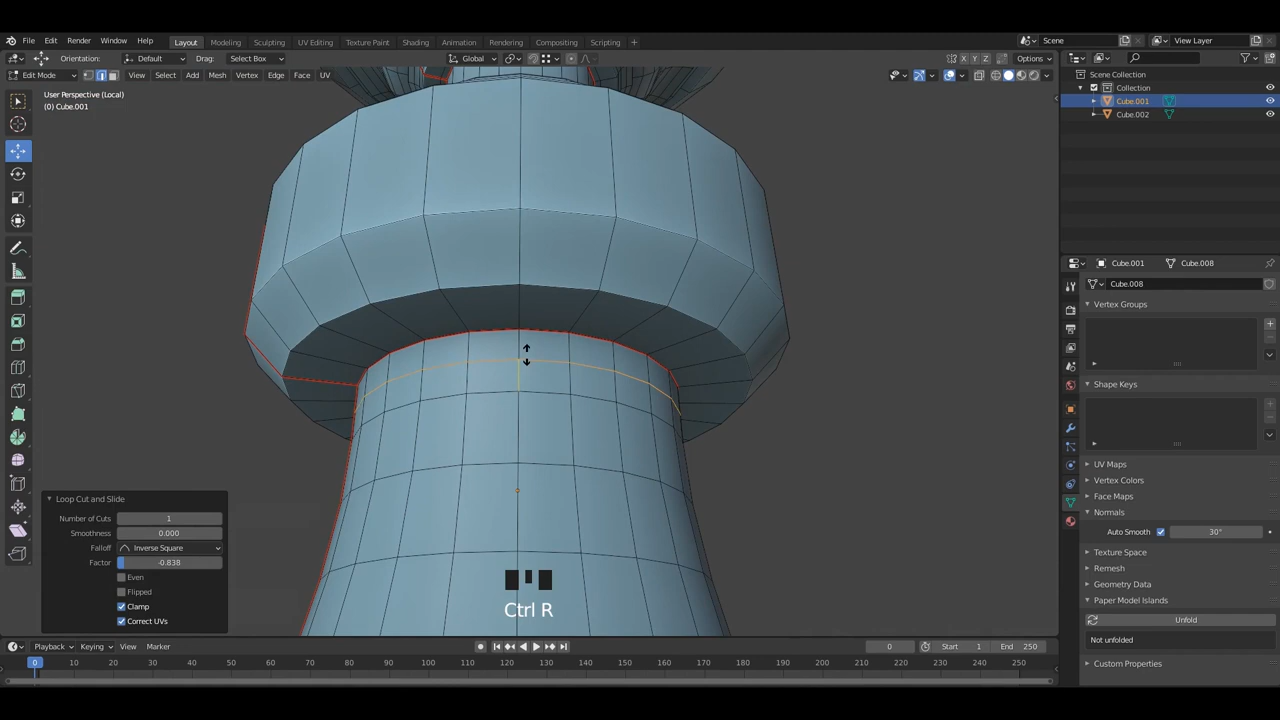 File Edit Render Window Help Layout Modeling Sculpting UV Editing Texture Paint Shading Animation Rendering Compositing Scripting + Scene View Layer
Orientation: Default Drag: Select Box Global X Y Z Options
Edit Mode View Select Add Mesh Vertex Edge Face UV
User Perspective (Local)
(0) Cube.001
Scene Collection
Collection
Cube.001
Cube.002
Cube.001 Cube.008
Cube.008
Vertex Groups
Shape Keys
UV Maps
Vertex Colors
Face Maps
Normals
Auto Smooth 30°
Texture Space
Remesh
Geometry Data
Paper Model Islands
Unfold
Not unfolded
Custom Properties
Loop Cut and Slide
Number of Cuts 1
Smoothness 0.000
Falloff Inverse Square
Factor -0.838
Even
Flipped
Clamp
Correct UVs
Ctrl R
Playback Keying View Marker 0 Start 1 End 250
0 10 20 30 40 50 60 70 80 90 100 110 120 130 140 150 160 170 180 190 200 210 220 230 240 250